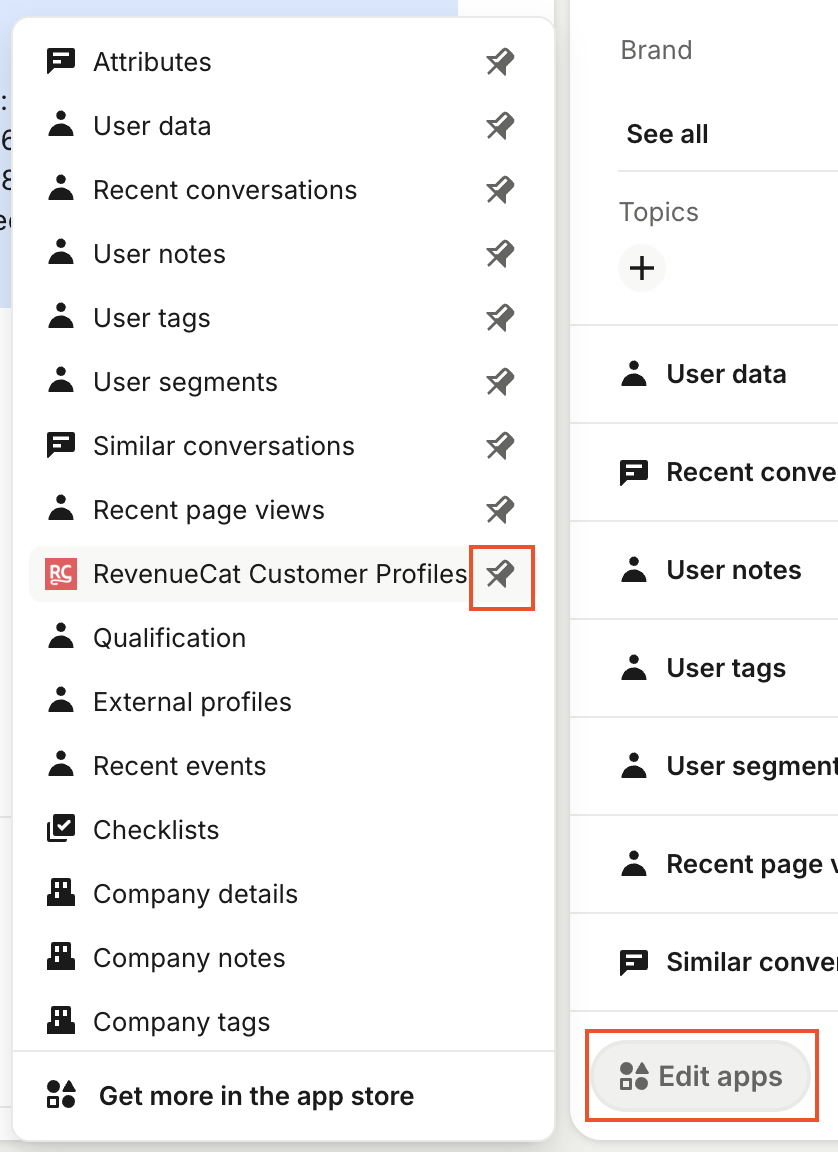 :
6
8
Attributes
User data
Recent conversations
User notes
User tags
User segments
Similar conversations
Recent page views
RC RevenueCat Customer Profiles
Qualification
External profiles
Recent events
Checklists
Company details
Company notes
Company tags
Get more in the app store
Brand
See all
Topics
User data
Recent conve
User notes
User tags
User segment
Recent page v
Similar conver
Edit apps